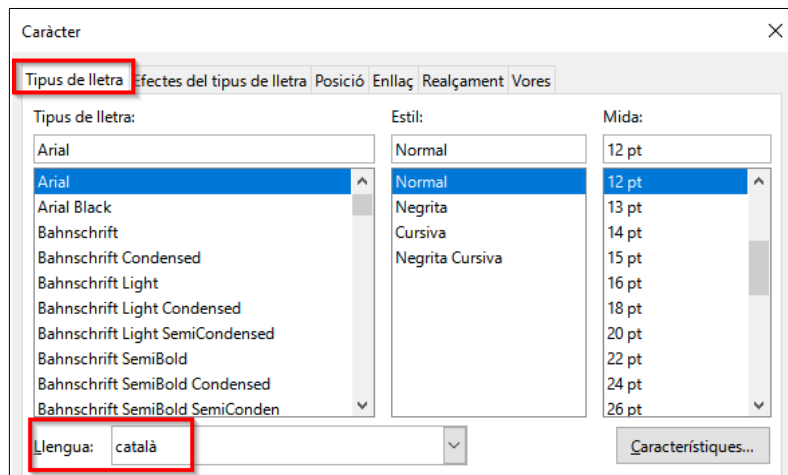 Caràcter
Tipus de lletra Efectes del tipus de lletra Posició Enllaç Realçament Vores
Tipus de lletra: Estil: Mida:
Arial Normal 12 pt
Arial Normal 12 pt
Arial Black Negrita 13 pt
Bahnschrift Cursiva 14 pt
Bahnschrift Condensed Negrita Cursiva 15 pt
Bahnschrift Light 16 pt
Bahnschrift Light Condensed 18 pt
Bahnschrift Light SemiCondensed 20 pt
Bahnschrift SemiBold 22 pt
Bahnschrift SemiBold Condensed 24 pt
Bahnschrift SemiBold SemiConden 26 pt
Llengua: català Característiques...